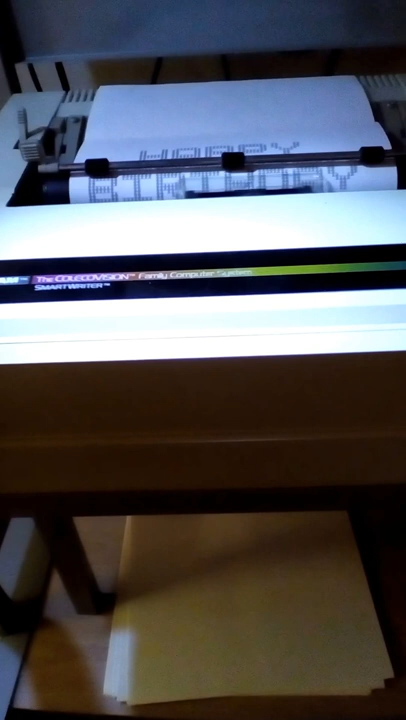 HAPPY
BIRTHDAY
The COLECOVISION™ Family Computer System
SMARTWRITER™